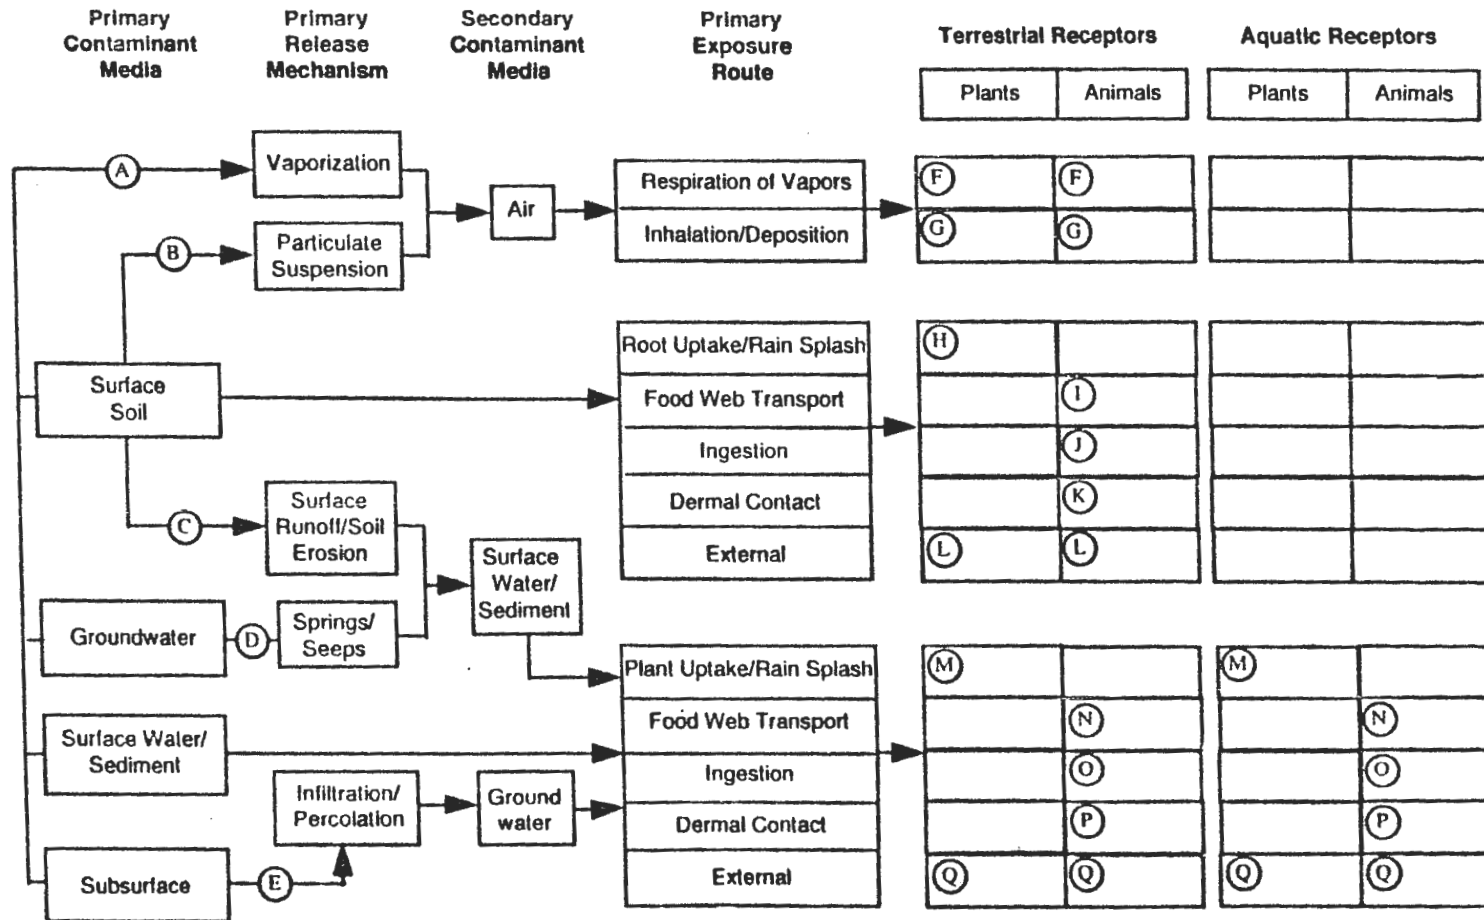 Primary
Contaminant
Media
Primary
Release
Mechanism
Secondary
Contaminant
Media
Primary
Exposure
Route
Terrestrial Receptors
Aquatic Receptors
Plants
Animals
Plants
Animals
A
Vaporization
B
Particulate
Suspension
Air
Respiration of Vapors
Inhalation/Deposition
F
F
G
G
Surface
Soil
Root Uptake/Rain Splash
Food Web Transport
Ingestion
Dermal Contact
External
H
I
J
K
L
L
C
Surface
Runoff/Soil
Erosion
Surface
Water/
Sediment
Groundwater
D
Springs/
Seeps
Plant Uptake/Rain Splash
Food Web Transport
Ingestion
Dermal Contact
External
M
M
N
N
O
O
P
P
Q
Q
Q
Q
Surface Water/
Sediment
Infiltration/
Percolation
Ground
water
Subsurface
E